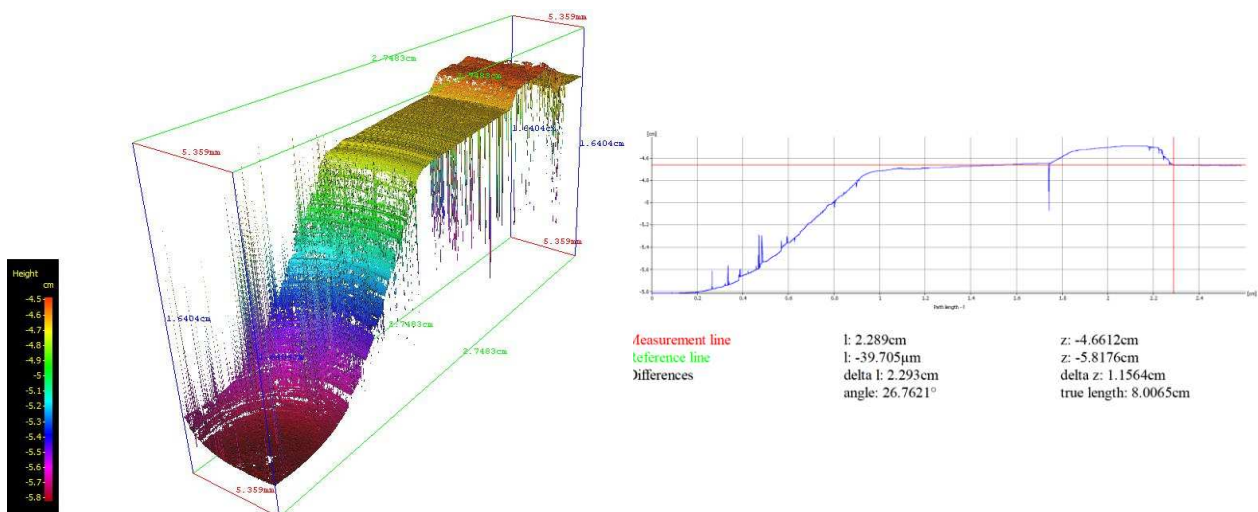 5.359mm
2.7483cm
2.7483cm
5.359mm
1.6404cm
1.6404cm
5.359mm
1.6404cm
2.7483cm
2.7483cm
5.359mm
Height
cm
-4.5
-4.6
-4.7
-4.8
-4.9
-5
-5.1
-5.2
-5.3
-5.4
-5.5
-5.6
-5.7
-5.8
[cm]
-4.6
-4.8
-5
-5.2
-5.4
-5.6
-5.8
0 0.2 0.4 0.6 0.8 1 1.2 1.4 1.6 1.8 2 2.2 2.4 [cm]
Path length - l
Measurement line l: 2.289cm z: -4.6612cm
Reference line l: -39.705µm z: -5.8176cm
Differences delta l: 2.293cm delta z: 1.1564cm
angle: 26.7621° true length: 8.0065cm